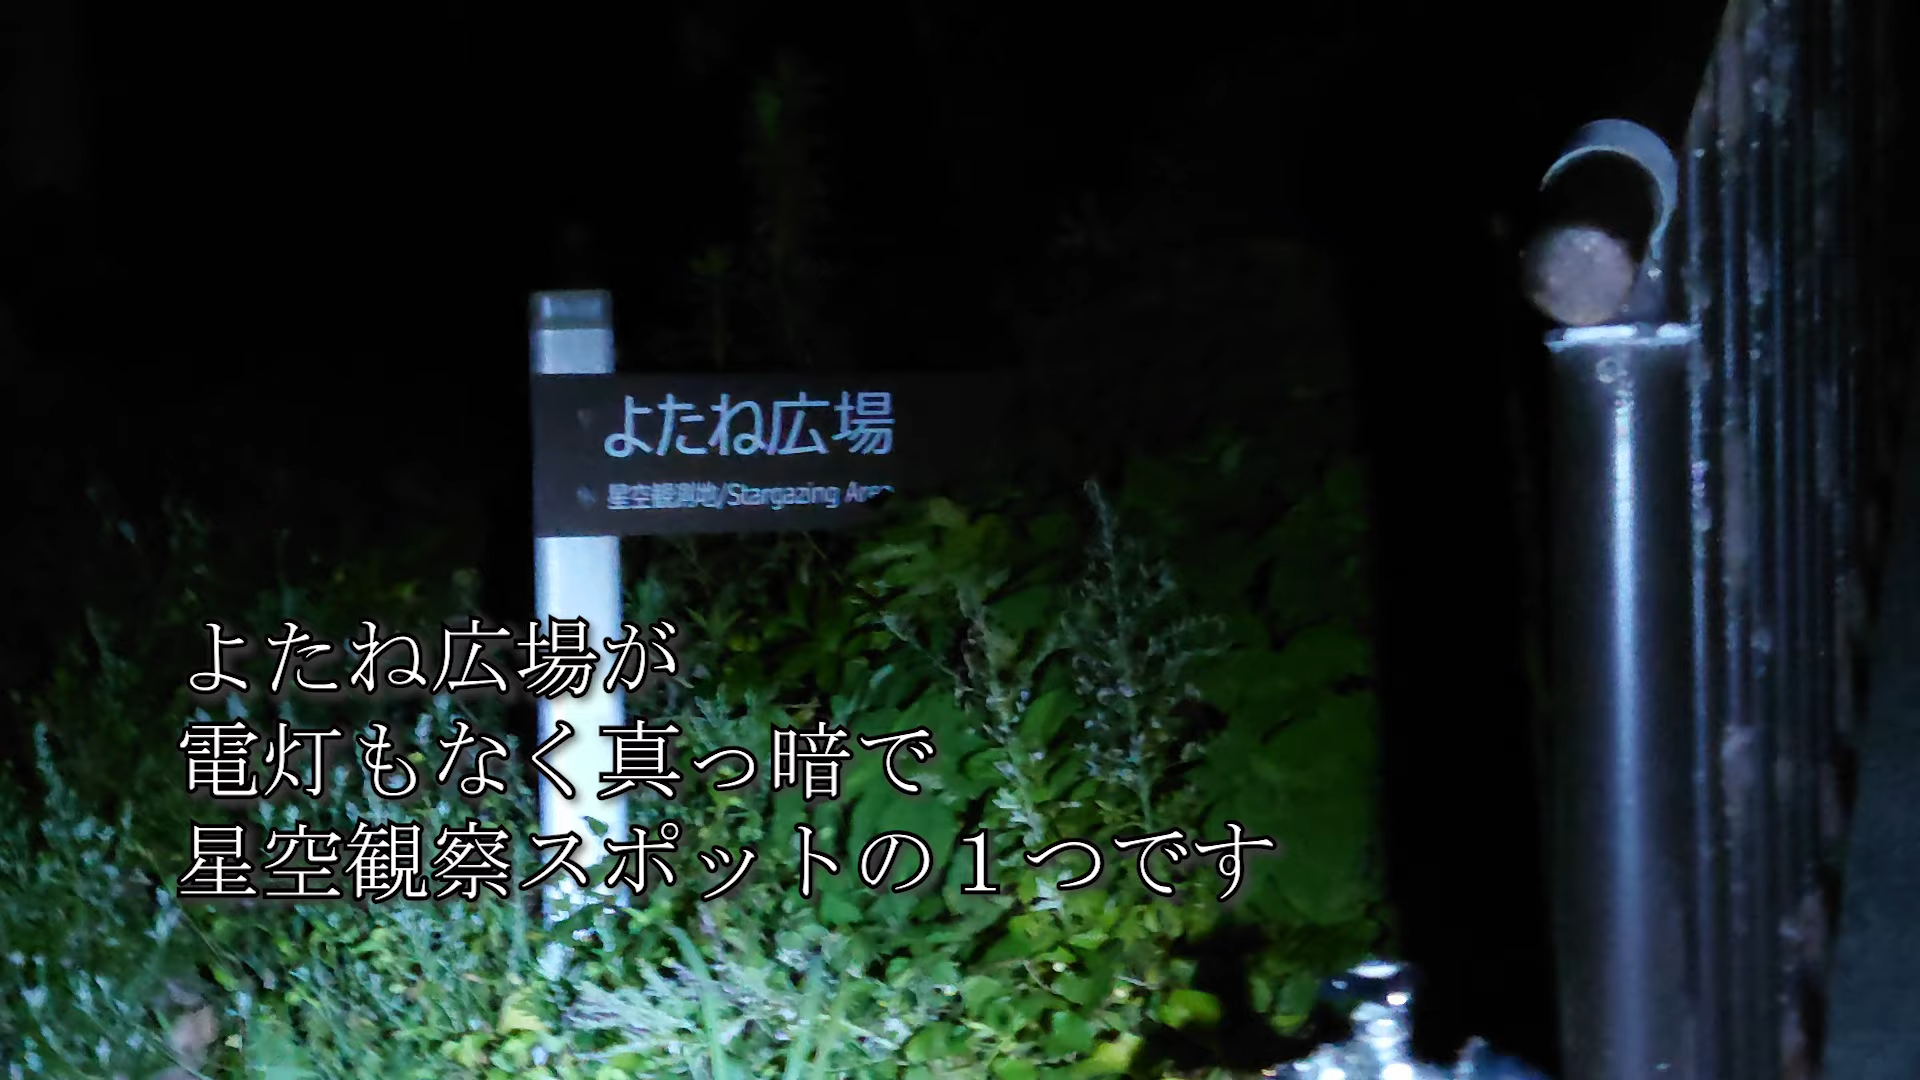 よたね広場
星空観測地/Stargazing Area
よたね広場が
電灯もなく真っ暗で
星空観察スポットの１つです